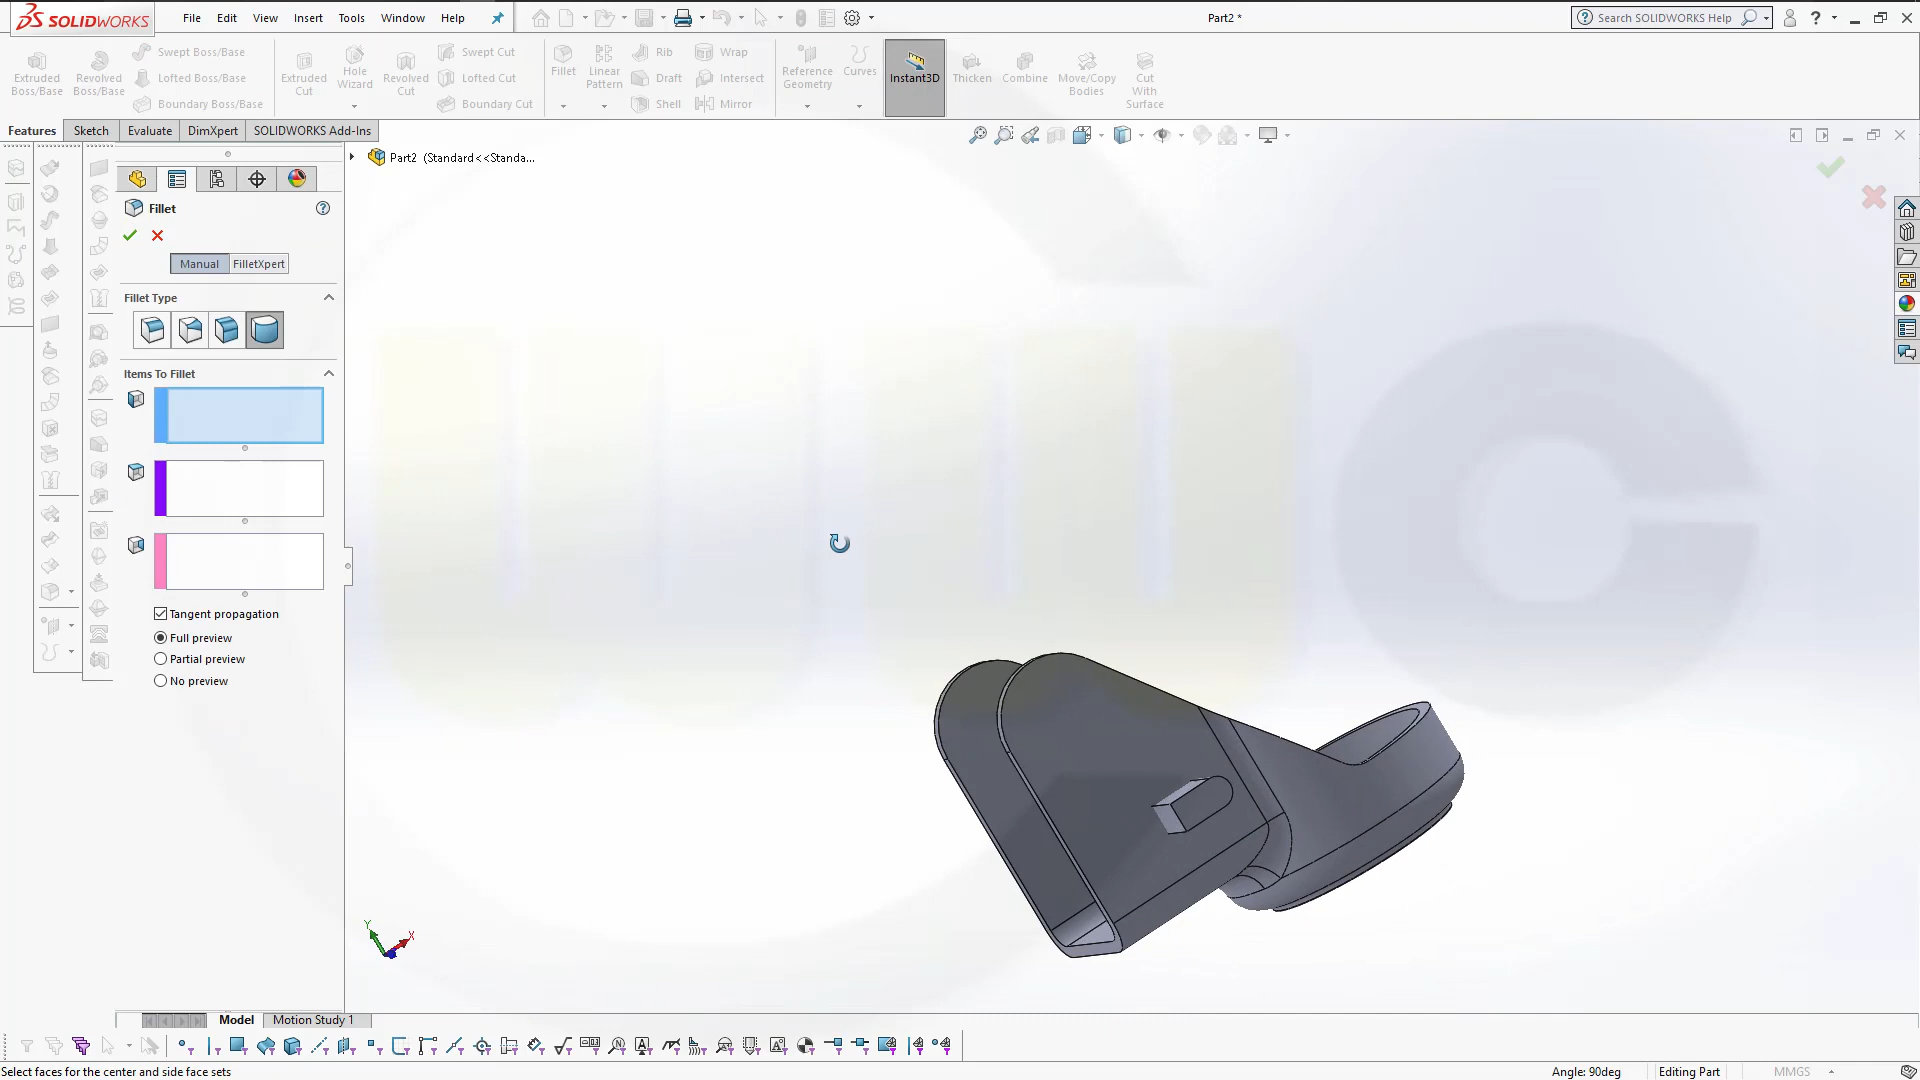 SOLIDWORKS File Edit View Insert Tools Window Help Part2 * Search SOLIDWORKS Help
Extruded Boss/Base
Revolved Boss/Base
Swept Boss/Base
Lofted Boss/Base
Boundary Boss/Base
Extruded Cut
Hole Wizard
Revolved Cut
Swept Cut
Lofted Cut
Boundary Cut
Fillet
Linear Pattern
Rib
Draft
Shell
Wrap
Intersect
Mirror
Reference Geometry
Curves
Instant3D
Thicken
Combine
Move/Copy Bodies
Cut With Surface
Features Sketch Evaluate DimXpert SOLIDWORKS Add-Ins
Part2 (Standard<<Standa...
Fillet
Manual FilletXpert
Fillet Type
Items To Fillet
Tangent propagation
Full preview
Partial preview
No preview
Y
X
Model Motion Study 1
Select faces for the center and side face sets Angle: 90deg Editing Part MMGS